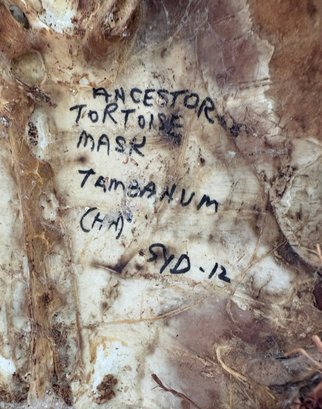 ANCESTOR
TORTOISE
MASK
TAMBANUM
(HA)
SYD-12